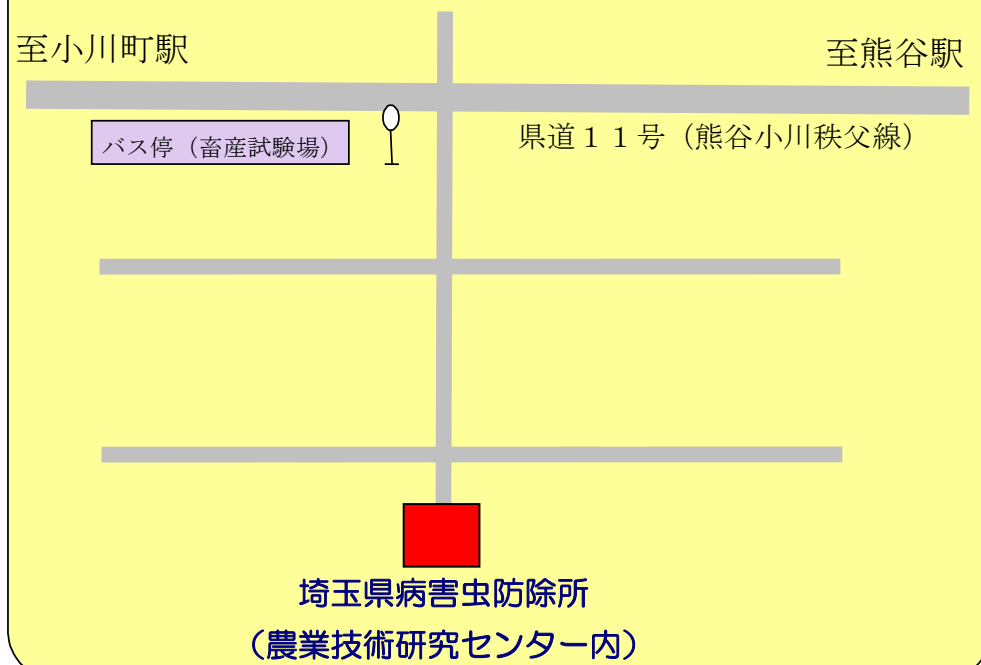 至小川町駅
至熊谷駅
バス停（畜産試験場）
県道１１号（熊谷小川秩父線）
埼玉県病害虫防除所
（農業技術研究センター内）